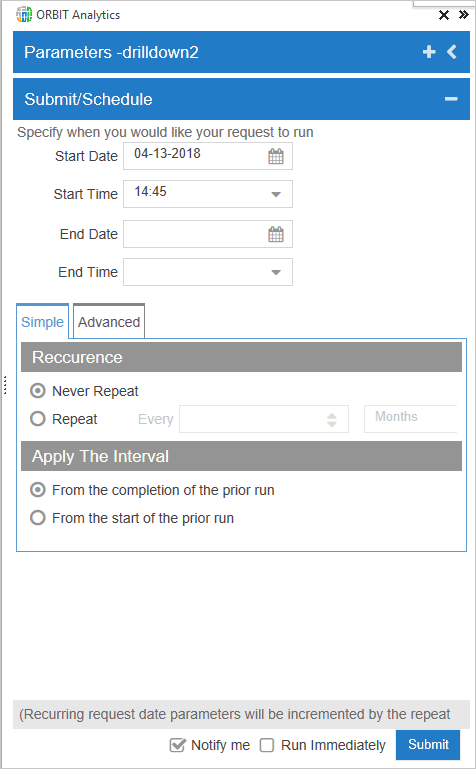 ORBIT Analytics
Parameters -drilldown2
Submit/Schedule
Specify when you would like your request to run
Start Date 04-13-2018
Start Time 14:45
End Date
End Time
Simple Advanced
Reccurence
Never Repeat
Repeat Every Months
Apply The Interval
From the completion of the prior run
From the start of the prior run
(Recurring request date parameters will be incremented by the repeat
Notify me Run Immediately Submit